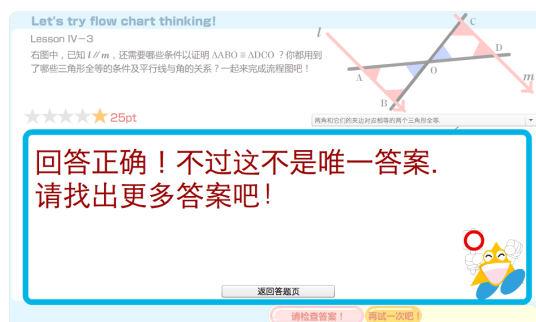 Let's try flow chart thinking!
Lesson IV－3
右图中，已知 l // m，还需要哪些条件以证明 ΔABO ≡ ΔDCO ？你都用到
了哪些三角形全等的条件及平行线与角的关系？一起来完成流程图吧！
l
C
D
A
O
m
B
25pt
两角和它们的夹边对应相等的两个三角形全等.
回答正确！不过这不是唯一答案.
请找出更多答案吧！
返回答题页
请检查答案！
再试一次吧！